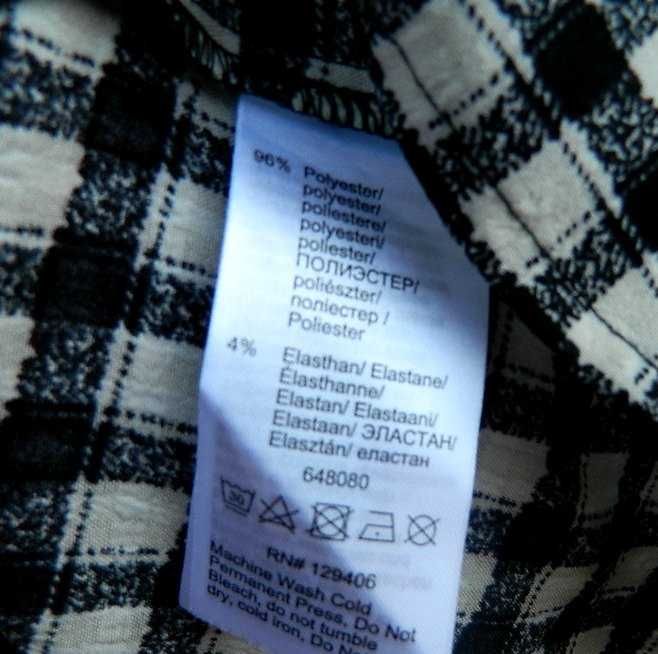 96% Polyester/
polyester/
poliestere/
polyesteri/
poliester/
ПОЛИЭСТЕР/
poliészter/
поліестер /
Poliester
4% Elasthan/ Elastane/
Élasthanne/
Elastan/ Elastaani/
Elastaan/ ЭЛАСТАН/
Elasztán/ еластан
648080
30
RN# 129406
Machine Wash Cold
Permanent Press, Do Not
Bleach, do not tumble
dry, cold iron, Do No